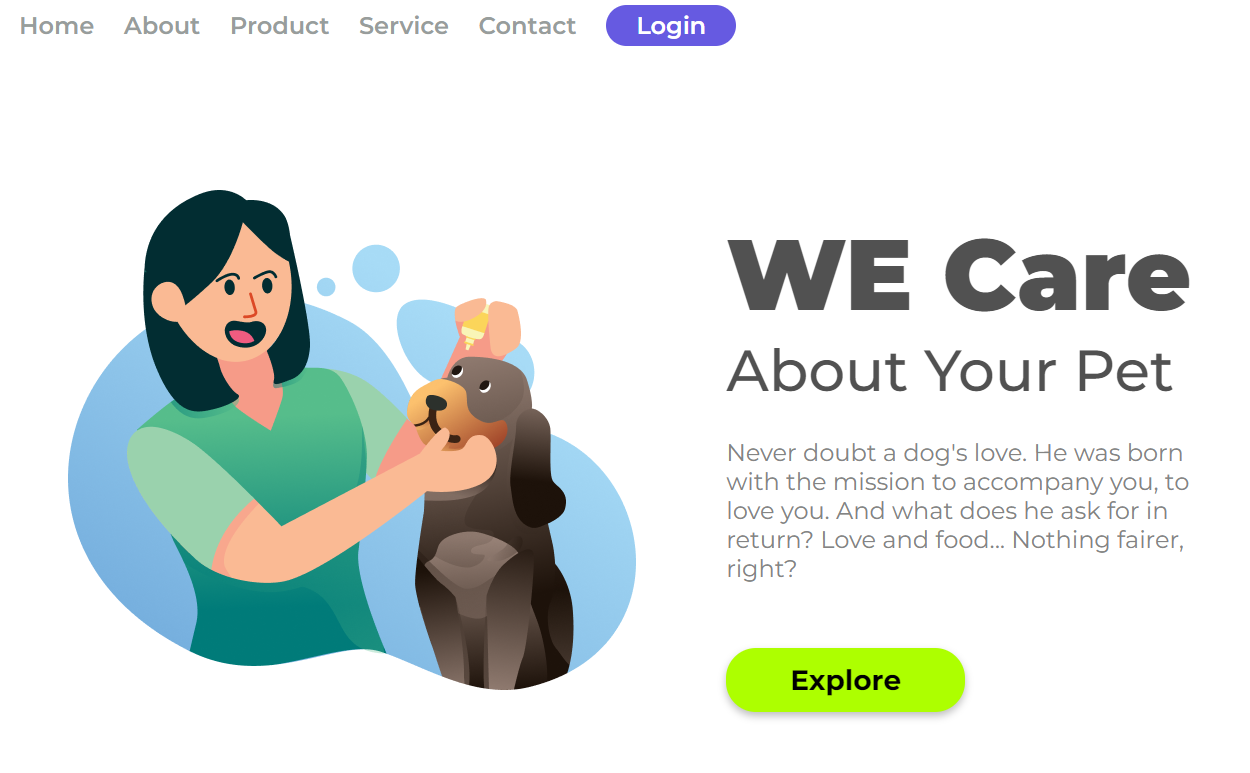 Home About Product Service Contact Login
WE Care
About Your Pet
Never doubt a dog's love. He was born
with the mission to accompany you, to
love you. And what does he ask for in
return? Love and food... Nothing fairer,
right?
Explore